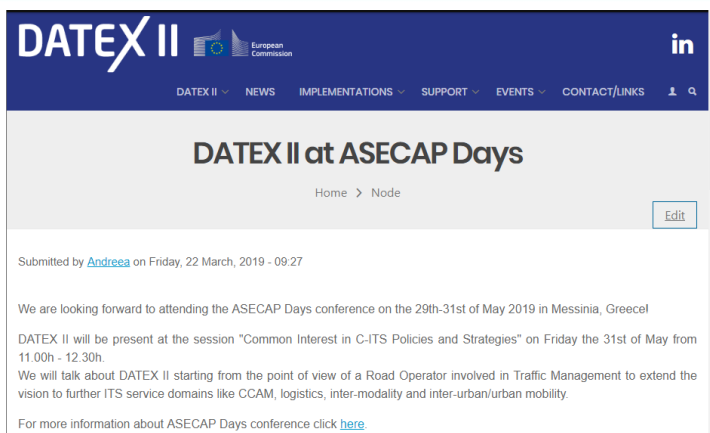 DATEX II
European
Commission
in
DATEX II NEWS IMPLEMENTATIONS SUPPORT EVENTS CONTACT/LINKS
DATEX II at ASECAP Days
Home > Node
Edit
Submitted by Andreea on Friday, 22 March, 2019 - 09:27
We are looking forward to attending the ASECAP Days conference on the 29th-31st of May 2019 in Messinia, Greece!
DATEX II will be present at the session "Common Interest in C-ITS Policies and Strategies" on Friday the 31st of May from
11.00h - 12.30h.
We will talk about DATEX II starting from the point of view of a Road Operator involved in Traffic Management to extend the
vision to further ITS service domains like CCAM, logistics, inter-modality and inter-urban/urban mobility.
For more information about ASECAP Days conference click here.